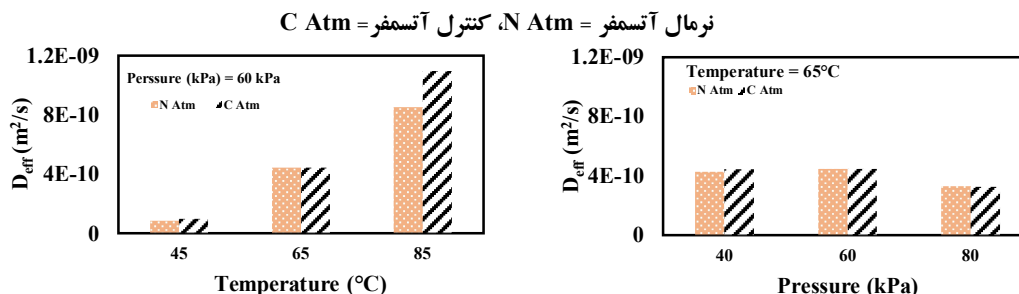 نرمال آتسمفر = N Atm، کنترل آتسمفر = C Atm
1.2E-09
8E-10
4E-10
0
D_eff (m²/s)
Perssure (kPa) = 60 kPa
N Atm C Atm
45 65 85
Temperature (°C)
1.2E-09
8E-10
4E-10
0
D_eff (m²/s)
Temperature = 65°C
N Atm C Atm
40 60 80
Pressure (kPa)